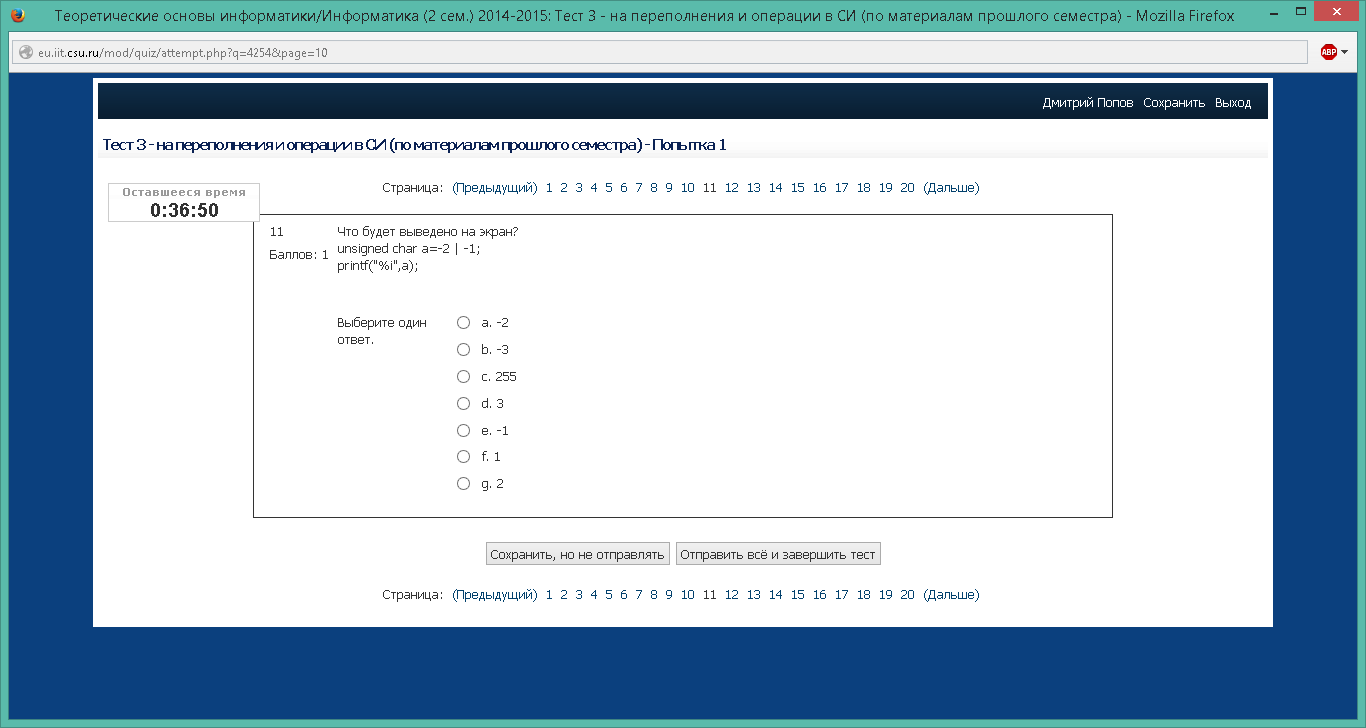 Теоретические основы информатики/Информатика (2 сем.) 2014-2015: Тест 3 - на переполнения и операции в СИ (по материалам прошлого семестра) - Mozilla Firefox
eu.iit.csu.ru/mod/quiz/attempt.php?q=4254&page=10
ABP
Дмитрий Попов Сохранить Выход
Тест 3 - на переполнения и операции в СИ (по материалам прошлого семестра) - Попытка 1
Оставшееся время
0:36:50
Страница: (Предыдущий) 1 2 3 4 5 6 7 8 9 10 11 12 13 14 15 16 17 18 19 20 (Дальше)
11
Баллов: 1
Что будет выведено на экран?
unsigned char a=-2 | -1;
printf("%i",a);
Выберите один
ответ.
a. -2
b. -3
c. 255
d. 3
e. -1
f. 1
g. 2
Сохранить, но не отправлять Отправить всё и завершить тест
Страница: (Предыдущий) 1 2 3 4 5 6 7 8 9 10 11 12 13 14 15 16 17 18 19 20 (Дальше)